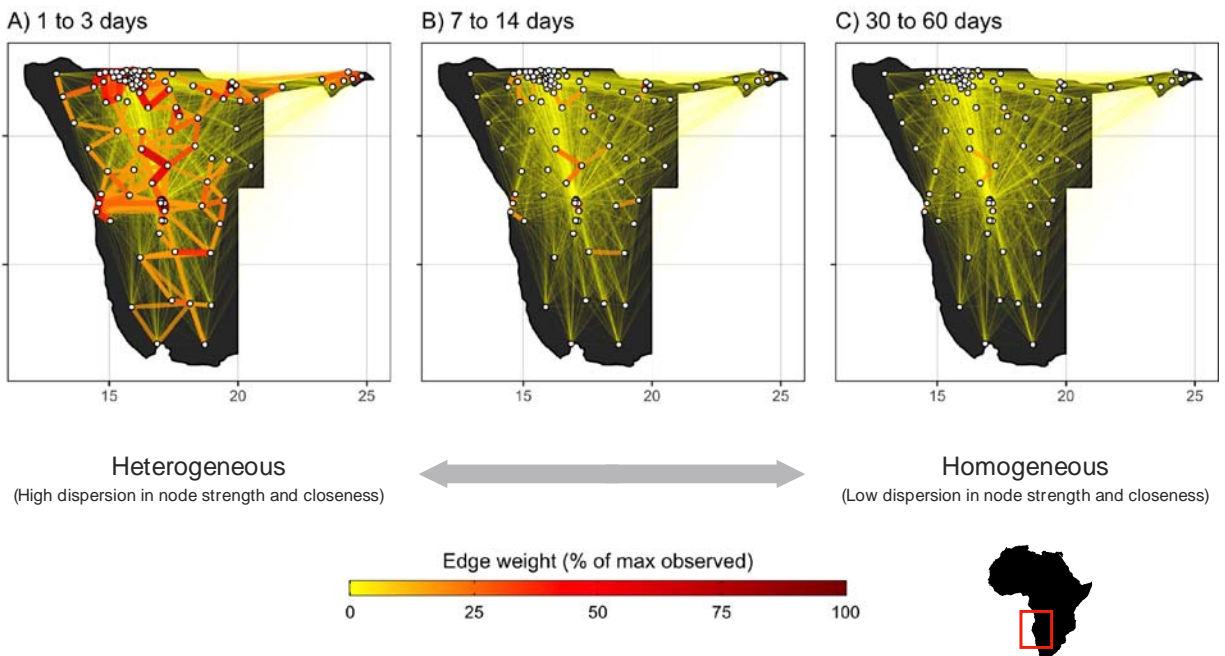 A) 1 to 3 days
B) 7 to 14 days
C) 30 to 60 days
15 20 25
15 20 25
15 20 25
Heterogeneous
(High dispersion in node strength and closeness)
Homogeneous
(Low dispersion in node strength and closeness)
Edge weight (% of max observed)
0 25 50 75 100